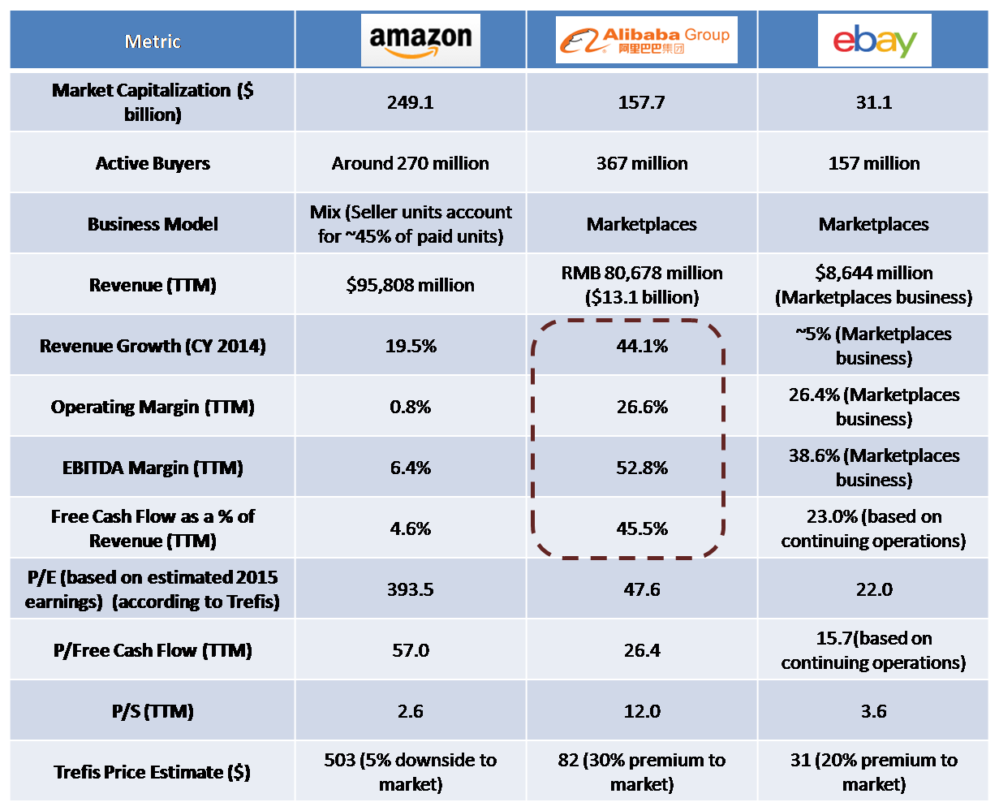 Metric
amazon
Alibaba Group
阿里巴巴集团
ebay
Market Capitalization ($
billion)
249.1
157.7
31.1
Active Buyers
Around 270 million
367 million
157 million
Business Model
Mix (Seller units account
for ~45% of paid units)
Marketplaces
Marketplaces
Revenue (TTM)
$95,808 million
RMB 80,678 million
($13.1 billion)
$8,644 million
(Marketplaces business)
Revenue Growth (CY 2014)
19.5%
44.1%
~5% (Marketplaces
business)
Operating Margin (TTM)
0.8%
26.6%
26.4% (Marketplaces
business)
EBITDA Margin (TTM)
6.4%
52.8%
38.6% (Marketplaces
business)
Free Cash Flow as a % of
Revenue (TTM)
4.6%
45.5%
23.0% (based on
continuing operations)
P/E (based on estimated 2015
earnings)  (according to Trefis)
393.5
47.6
22.0
P/Free Cash Flow (TTM)
57.0
26.4
15.7(based on
continuing operations)
P/S (TTM)
2.6
12.0
3.6
Trefis Price Estimate ($)
503 (5% downside to
market)
82 (30% premium to
market)
31 (20% premium to
market)